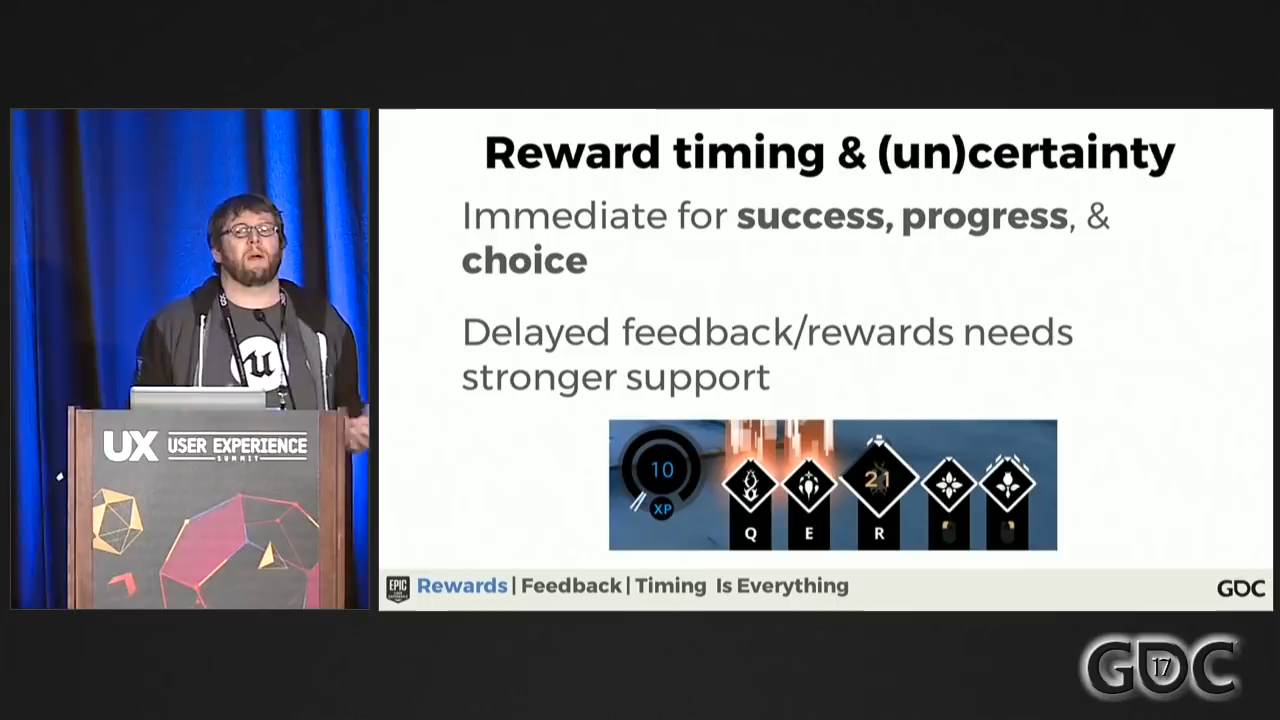 Reward timing & (un)certainty
Immediate for success, progress, &
choice
Delayed feedback/rewards needs
stronger support
10
XP
21
Q
E
R
UX USER EXPERIENCE
SUMMIT
EPIC
Rewards | Feedback | Timing Is Everything
GDC
GDC
17